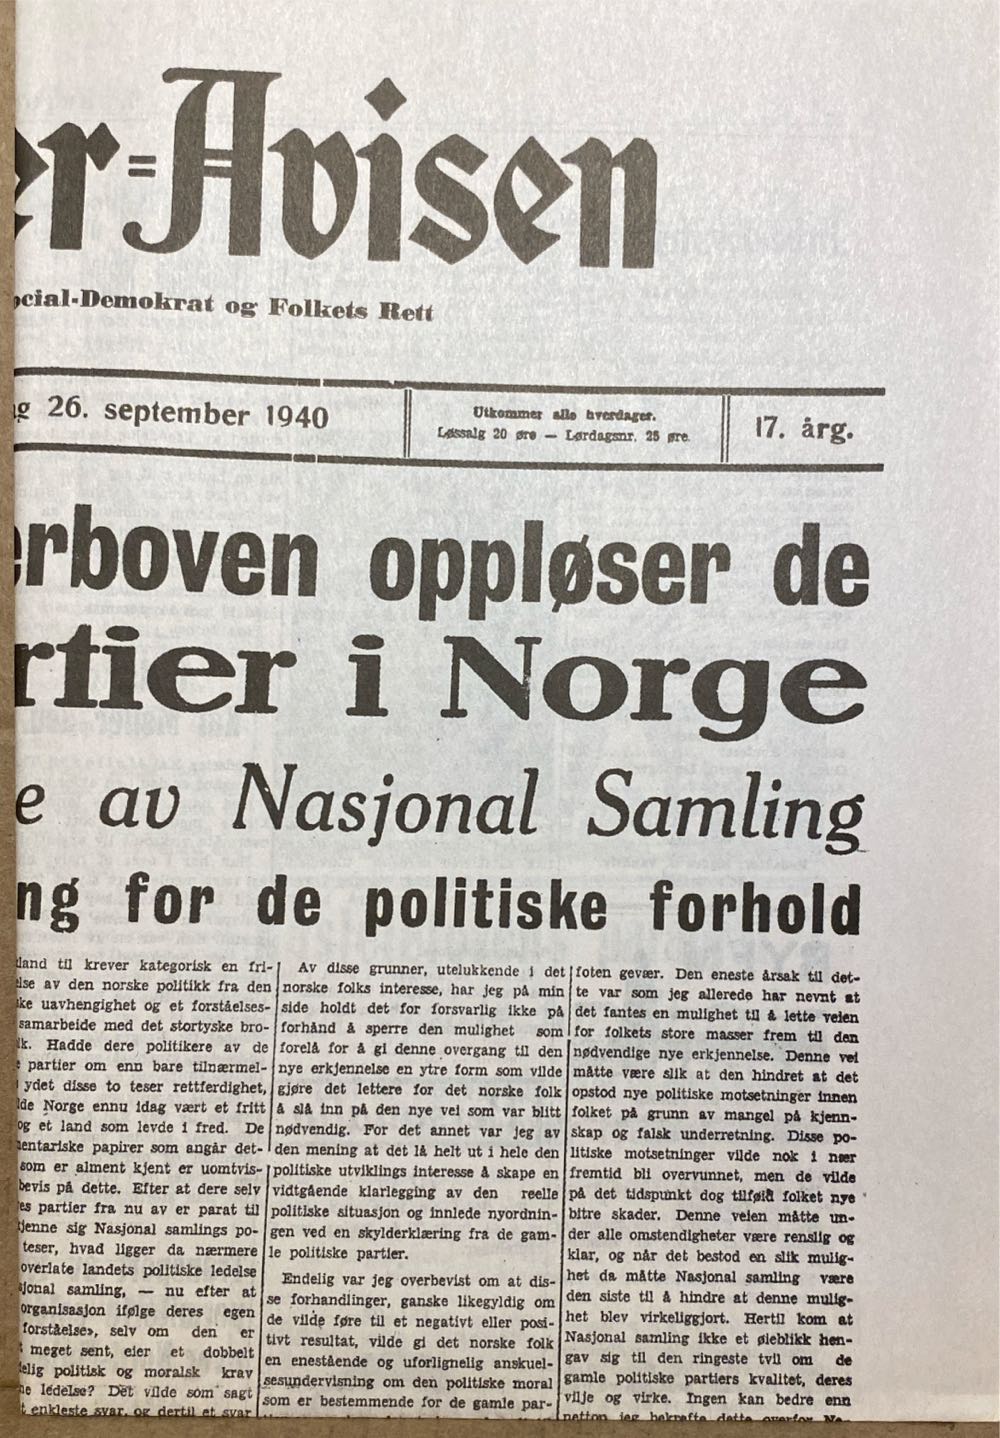 er=Avisen
ocial-Demokrat og Folkets Rett
26. september 1940
Utkommer alle hverdager.
Løssalg 20 øre — Lørdagsnr. 25 øre.
17. årg.
rboven oppløser de
rtier i Norge
e av Nasjonal Samling
ng for de politiske forhold
land til krever kategorisk en fri-
lse av den norske politikk fra den
ke uavhengighet og et forståelses-
samarbeide med det stortyske bro-
lk. Hadde dere politikere av de
partier om enn bare tilnærmel-
ydet disse to teser rettferdighet,
lde Norge ennu idag vært et fritt
og et land som levde i fred. De
entariske papirer som angår det-
som er alment kjent er uomtvis-
bevis på dette. Efter at dere selv
es partier fra nu av er parat til
jenne sig Nasjonal samlings po-
teser, hvad ligger da nærmere
overlate landets politiske ledelse
jonal samling, — nu efter at
organisasjon ifølge deres egen
forståelse», selv om den er
meget sent, eier et dobbelt
elig politisk og moralsk krav
ne ledelse? Det vilde som sagt
enkleste svar, og dertil et svar
Av disse grunner, utelukkende i det
norske folks interesse, har jeg på min
side holdt det for forsvarlig ikke på
forhånd å sperre den mulighet som
forelå for å gi denne overgang til den
nye erkjennelse en ytre form som vilde
gjøre det lettere for det norske folk
å slå inn på den nye vei som var blitt
nødvendig. For det annet var jeg av
den mening at det lå helt ut i hele den
politiske utviklings interesse å skape en
vidtgående klarlegging av den reelle
politiske situasjon og innlede nyordnin-
gen ved en skylderklæring fra de gam-
le politiske partier.
Endelig var jeg overbevist om at dis-
se forhandlinger, ganske likegyldig om
de vilde føre til et negativt eller posi-
tivt resultat, vilde gi det norske folk
en enestående og uforlignelig anskuel-
sesundervisning om den politiske moral
som er bestemmende for de gamle par-
foten gevær. Den eneste årsak til det-
te var som jeg allerede har nevnt at
det fantes en mulighet til å lette veien
for folkets store masser frem til den
nødvendige nye erkjennelse. Denne vei
måtte være slik at den hindret at det
opstod nye politiske motsetninger innen
folket på grunn av mangel på kjenn-
skap og falsk underretning. Disse po-
litiske motsetninger vilde nok i nær
fremtid bli overvunnet, men de vilde
på det tidspunkt dog tilføid folket nye
bitre skader. Denne veien måtte un-
der alle omstendigheter være renslig og
klar, og når det bestod en slik mulig-
het da måtte Nasjonal samling være
den siste til å hindre at denne mulig-
het blev virkeliggjort. Hertil kom at
Nasjonal samling ikke et øieblikk hen-
gav sig til den ringeste tvil om de
gamle politiske partiers kvalitet, deres
vilje og virke. Ingen kan bedre enn
nettop jeg bekrefte dette overfor Na-